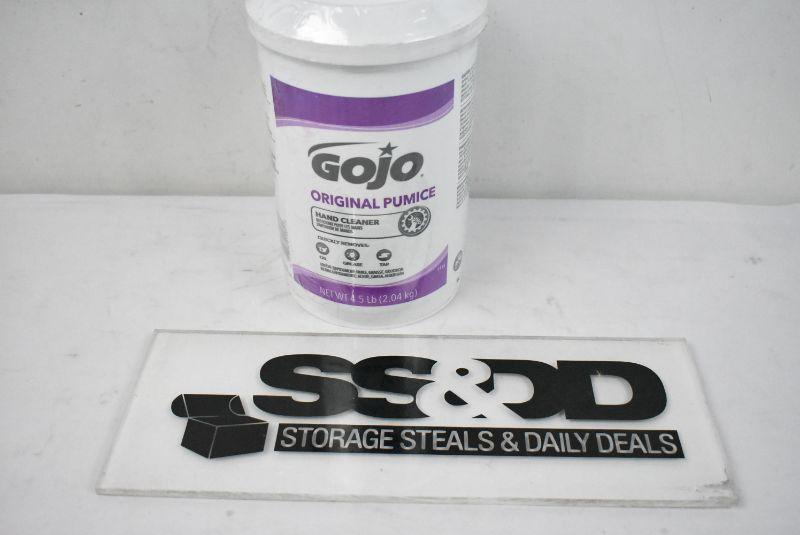 GOJO
ORIGINAL PUMICE
HAND CLEANER
QUICKLY REMOVES:
OIL GREASE TAR
NET WT 4.5 Lb (2.04 kg)
SS&DD
STORAGE STEALS & DAILY DEALS